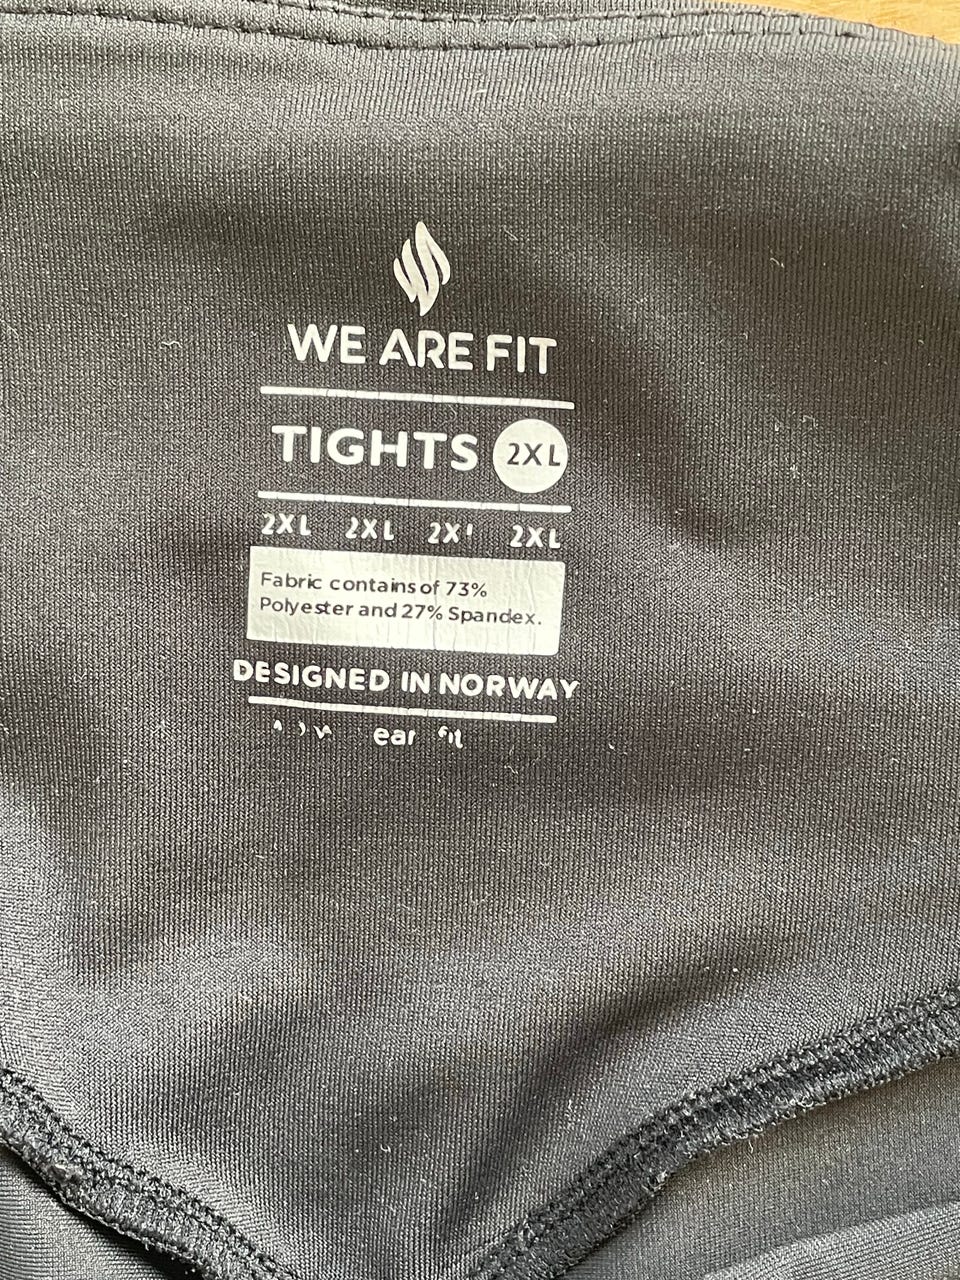 WE ARE FIT
TIGHTS 2XL
2XL 2XL 2XL
Fabric contains of 73%
Polyester and 27% Spandex.
DESIGNED IN NORWAY